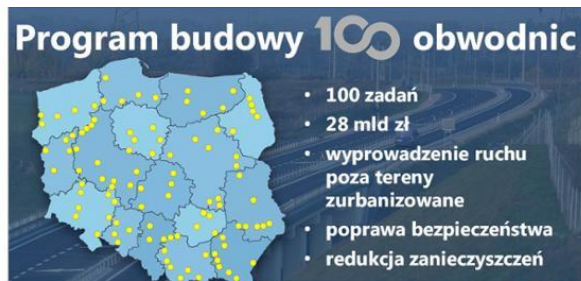 Program budowy 100 obwodnic
• 100 zadań
• 28 mld zł
• wyprowadzenie ruchu
poza tereny
zurbanizowane
• poprawa bezpieczeństwa
• redukcja zanieczyszczeń